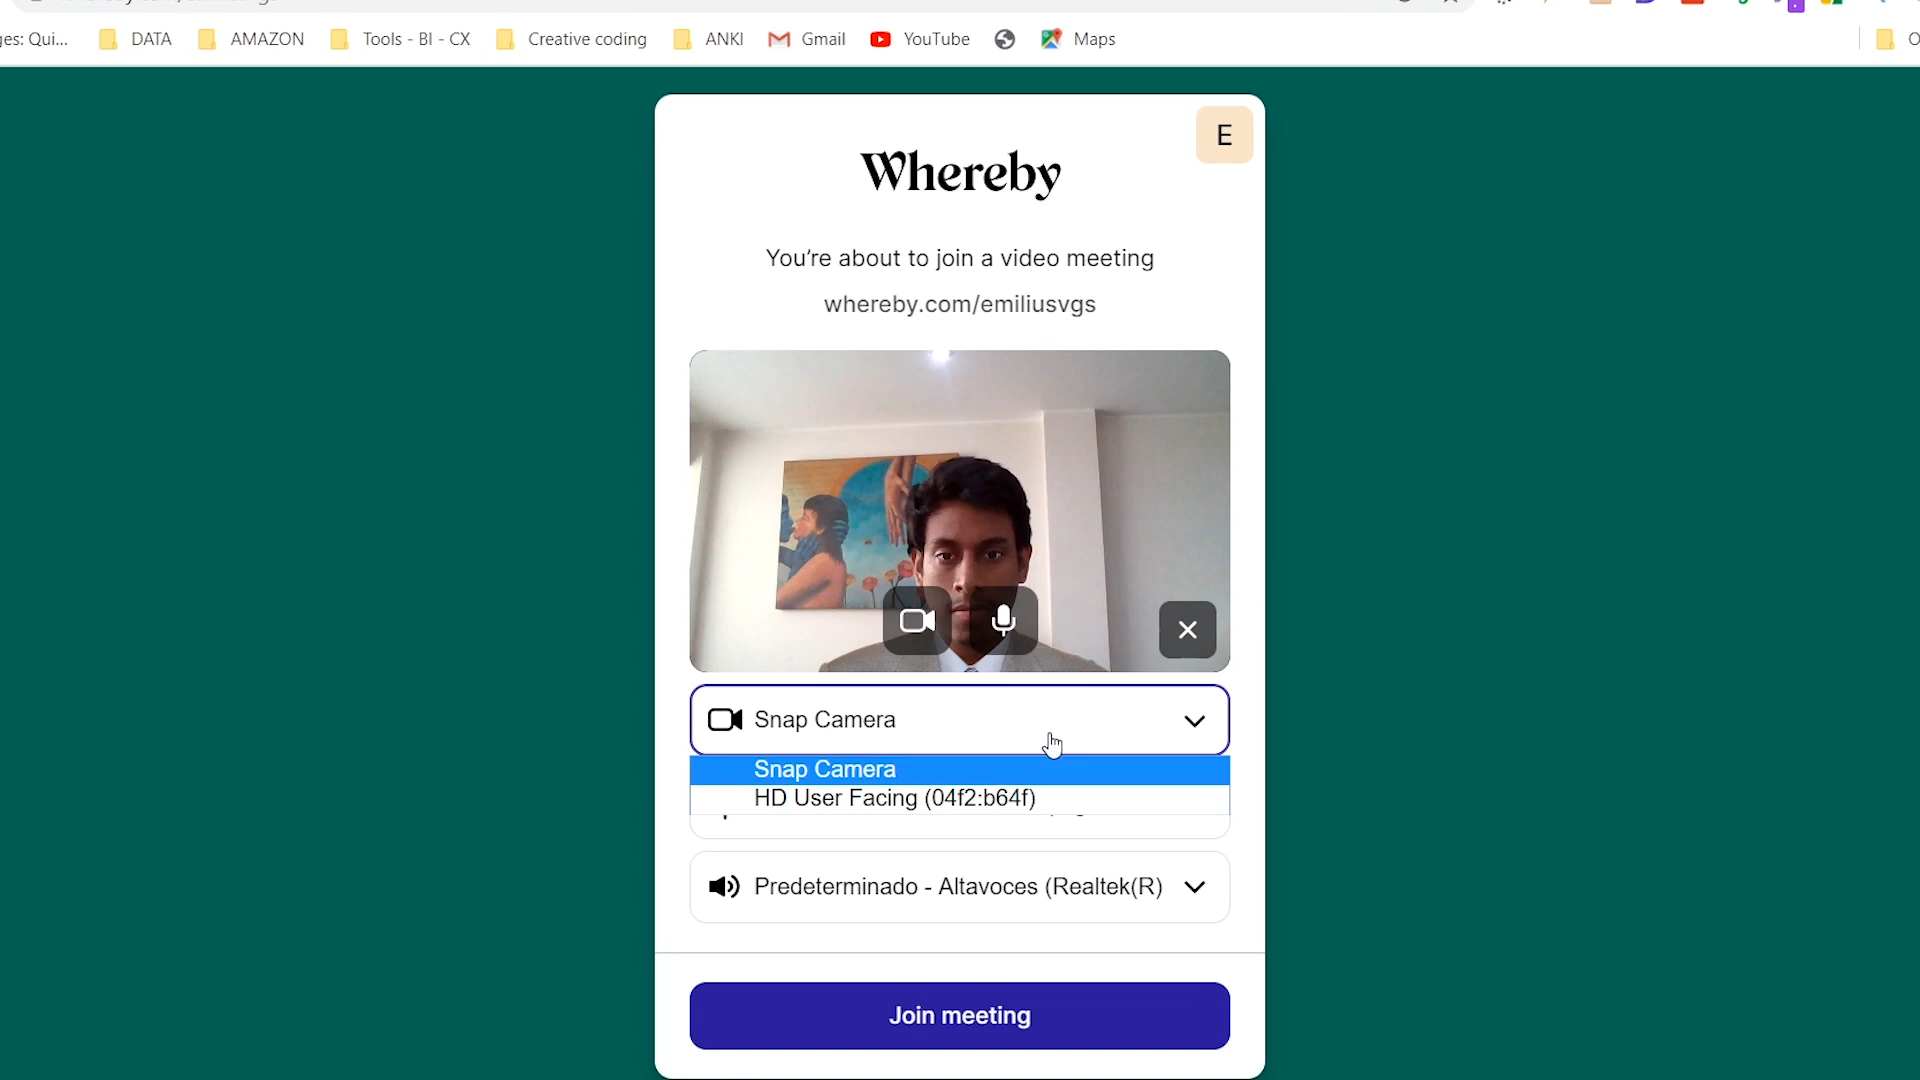 ges: Qui... DATA AMAZON Tools - BI - CX Creative coding ANKI Gmail YouTube Maps
E
Whereby
You're about to join a video meeting
whereby.com/emiliusvgs
Snap Camera
Snap Camera
HD User Facing (04f2:b64f)
Predeterminado - Altavoces (Realtek(R)
Join meeting